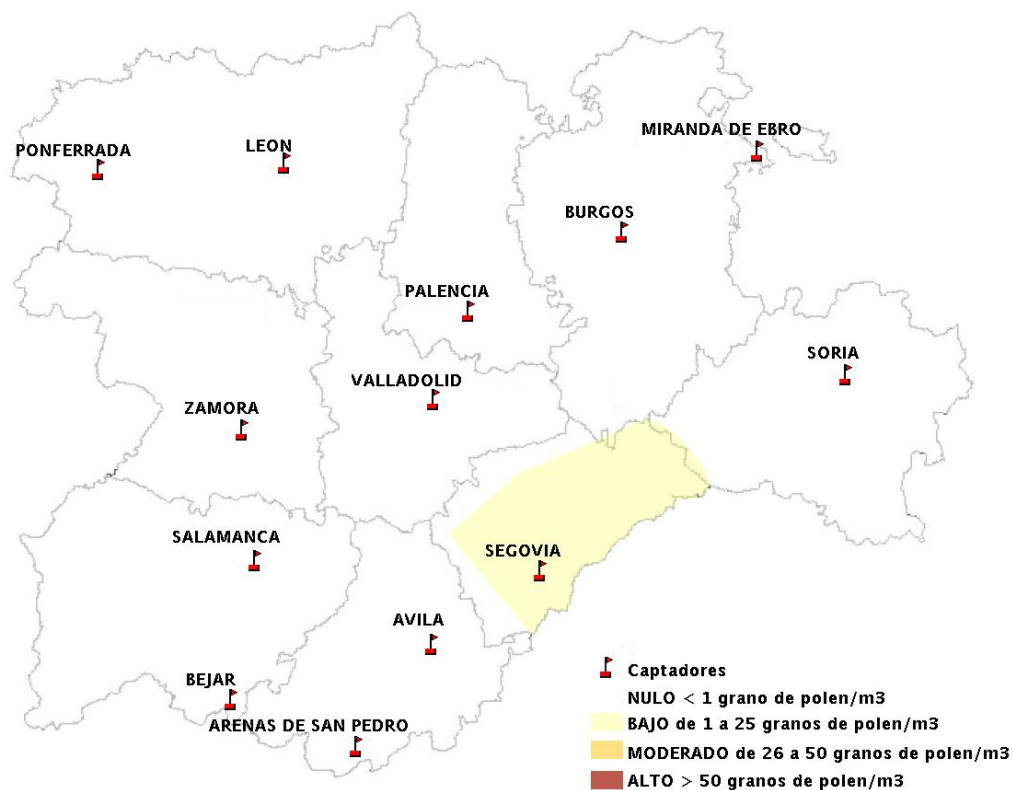 MIRANDA DE EBRO
PONFERRADA
LEON
BURGOS
PALENCIA
SORIA
VALLADOLID
ZAMORA
SALAMANCA
SEGOVIA
AVILA
BEJAR
ARENAS DE SAN PEDRO
Captadores
NULO < 1 grano de polen/m3
BAJO de 1 a 25 granos de polen/m3
MODERADO de 26 a 50 granos de polen/m3
ALTO > 50 granos de polen/m3